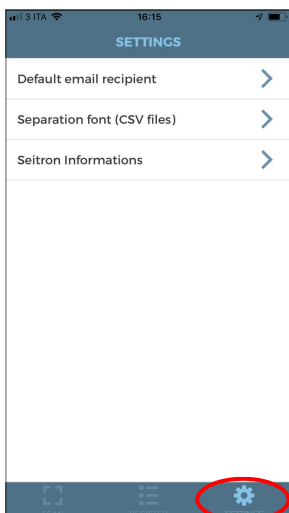 3 ITA 16:15
SETTINGS
Default email recipient
Separation font (CSV files)
Seitron Informations